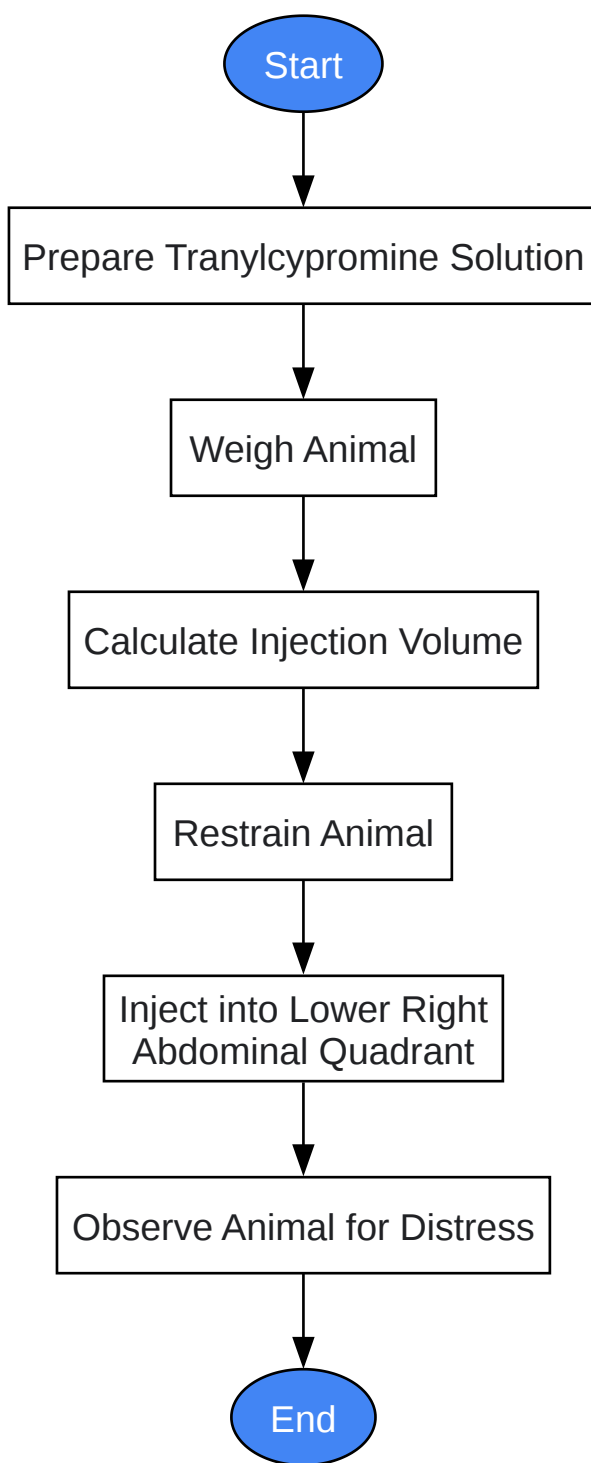 Start
Prepare Tranylcypromine Solution
Weigh Animal
Calculate Injection Volume
Restrain Animal
Inject into Lower Right
Abdominal Quadrant
Observe Animal for Distress
End